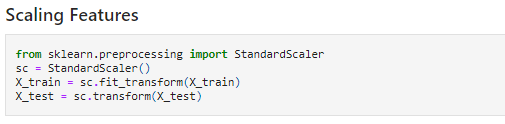 Scaling Features
from sklearn.preprocessing import StandardScaler
sc = StandardScaler()
X_train = sc.fit_transform(X_train)
X_test = sc.transform(X_test)